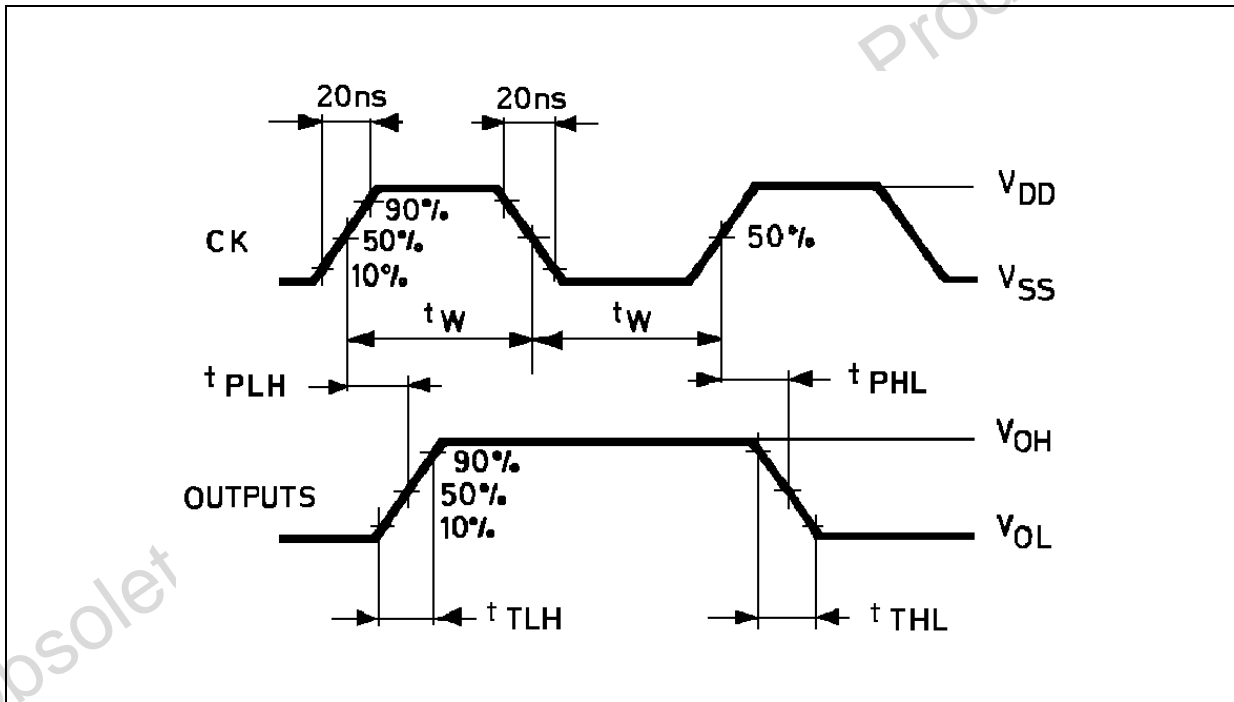 Prod
20ns 20ns
V_DD
90%
CK 50% 50%
10%
V_SS
t_W t_W
t_PLH t_PHL
V_OH
90%
OUTPUTS 50%
10%
V_OL
t_TLH t_THL
bsolet